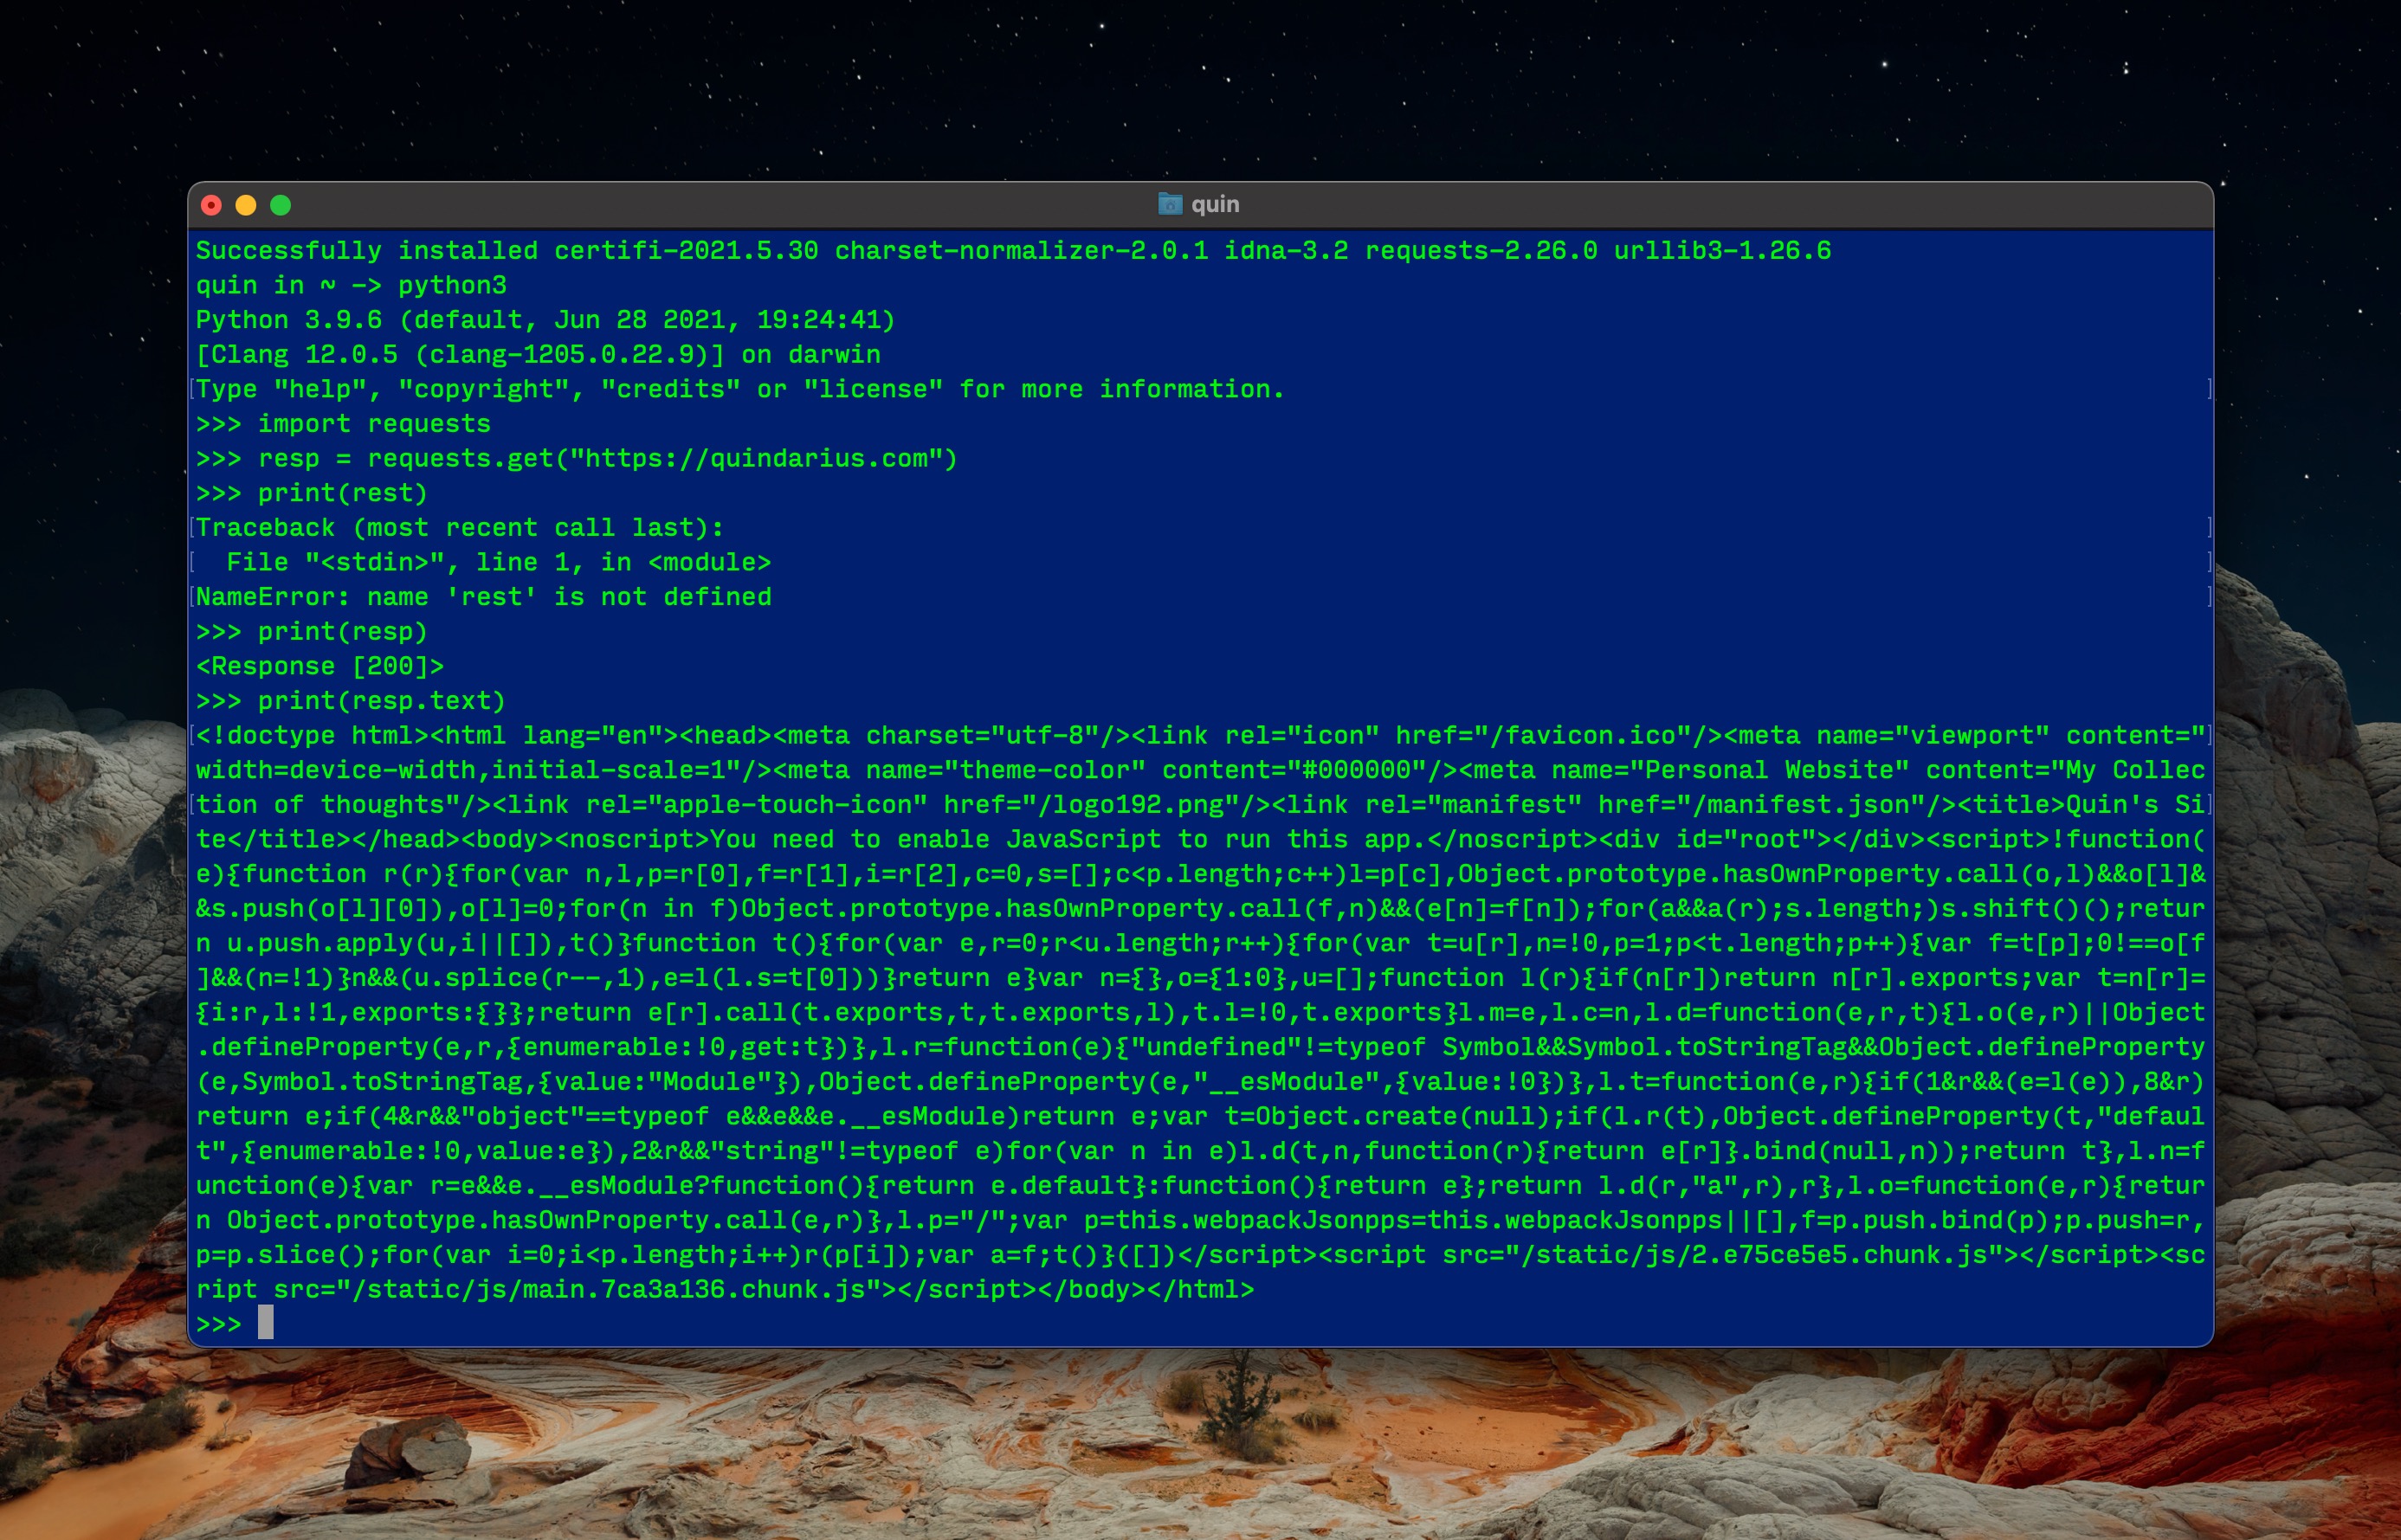 quin
Successfully installed certifi-2021.5.30 charset-normalizer-2.0.1 idna-3.2 requests-2.26.0 urllib3-1.26.6
quin in ~ -> python3
Python 3.9.6 (default, Jun 28 2021, 19:24:41)
[Clang 12.0.5 (clang-1205.0.22.9)] on darwin
[Type "help", "copyright", "credits" or "license" for more information. ]
>>> import requests
>>> resp = requests.get("https://quindarius.com")
>>> print(rest)
[Traceback (most recent call last): ]
[  File "<stdin>", line 1, in <module> ]
[NameError: name 'rest' is not defined ]
>>> print(resp)
<Response [200]>
>>> print(resp.text)
[<!doctype html><html lang="en"><head><meta charset="utf-8"/><link rel="icon" href="/favicon.ico"/><meta name="viewport" content="]
width=device-width,initial-scale=1"/><meta name="theme-color" content="#000000"/><meta name="Personal Website" content="My Collec
[tion of thoughts"/><link rel="apple-touch-icon" href="/logo192.png"/><link rel="manifest" href="/manifest.json"/><title>Quin's Si]
te</title></head><body><noscript>You need to enable JavaScript to run this app.</noscript><div id="root"></div><script>!function(
e){function r(r){for(var n,l,p=r[0],f=r[1],i=r[2],c=0,s=[];c<p.length;c++)l=p[c],Object.prototype.hasOwnProperty.call(o,l)&&o[l]&
&s.push(o[l][0]),o[l]=0;for(n in f)Object.prototype.hasOwnProperty.call(f,n)&&(e[n]=f[n]);for(a&&a(r);s.length;)s.shift()();retur
n u.push.apply(u,i||[]),t()}function t(){for(var e,r=0;r<u.length;r++){for(var t=u[r],n=!0,p=1;p<t.length;p++){var f=t[p];0!==o[f
]&&(n=!1)}n&&(u.splice(r--,1),e=l(l.s=t[0]))}return e}var n={},o={1:0},u=[];function l(r){if(n[r])return n[r].exports;var t=n[r]=
{i:r,l:!1,exports:{}};return e[r].call(t.exports,t,t.exports,l),t.l=!0,t.exports}l.m=e,l.c=n,l.d=function(e,r,t){l.o(e,r)||Object
.defineProperty(e,r,{enumerable:!0,get:t})},l.r=function(e){"undefined"!=typeof Symbol&&Symbol.toStringTag&&Object.defineProperty
(e,Symbol.toStringTag,{value:"Module"}),Object.defineProperty(e,"__esModule",{value:!0})},l.t=function(e,r){if(1&r&&(e=l(e)),8&r)
return e;if(4&r&&"object"==typeof e&&e&&e.__esModule)return e;var t=Object.create(null);if(l.r(t),Object.defineProperty(t,"defaul
t",{enumerable:!0,value:e}),2&r&&"string"!=typeof e)for(var n in e)l.d(t,n,function(r){return e[r]}.bind(null,n));return t},l.n=f
unction(e){var r=e&&e.__esModule?function(){return e.default}:function(){return e};return l.d(r,"a",r),r},l.o=function(e,r){retur
n Object.prototype.hasOwnProperty.call(e,r)},l.p="/";var p=this.webpackJsonpps=this.webpackJsonpps||[],f=p.push.bind(p);p.push=r,
p=p.slice();for(var i=0;i<p.length;i++)r(p[i]);var a=f;t()}([])</script><script src="/static/js/2.e75ce5e5.chunk.js"></script><sc
ript src="/static/js/main.7ca3a136.chunk.js"></script></body></html>
>>>